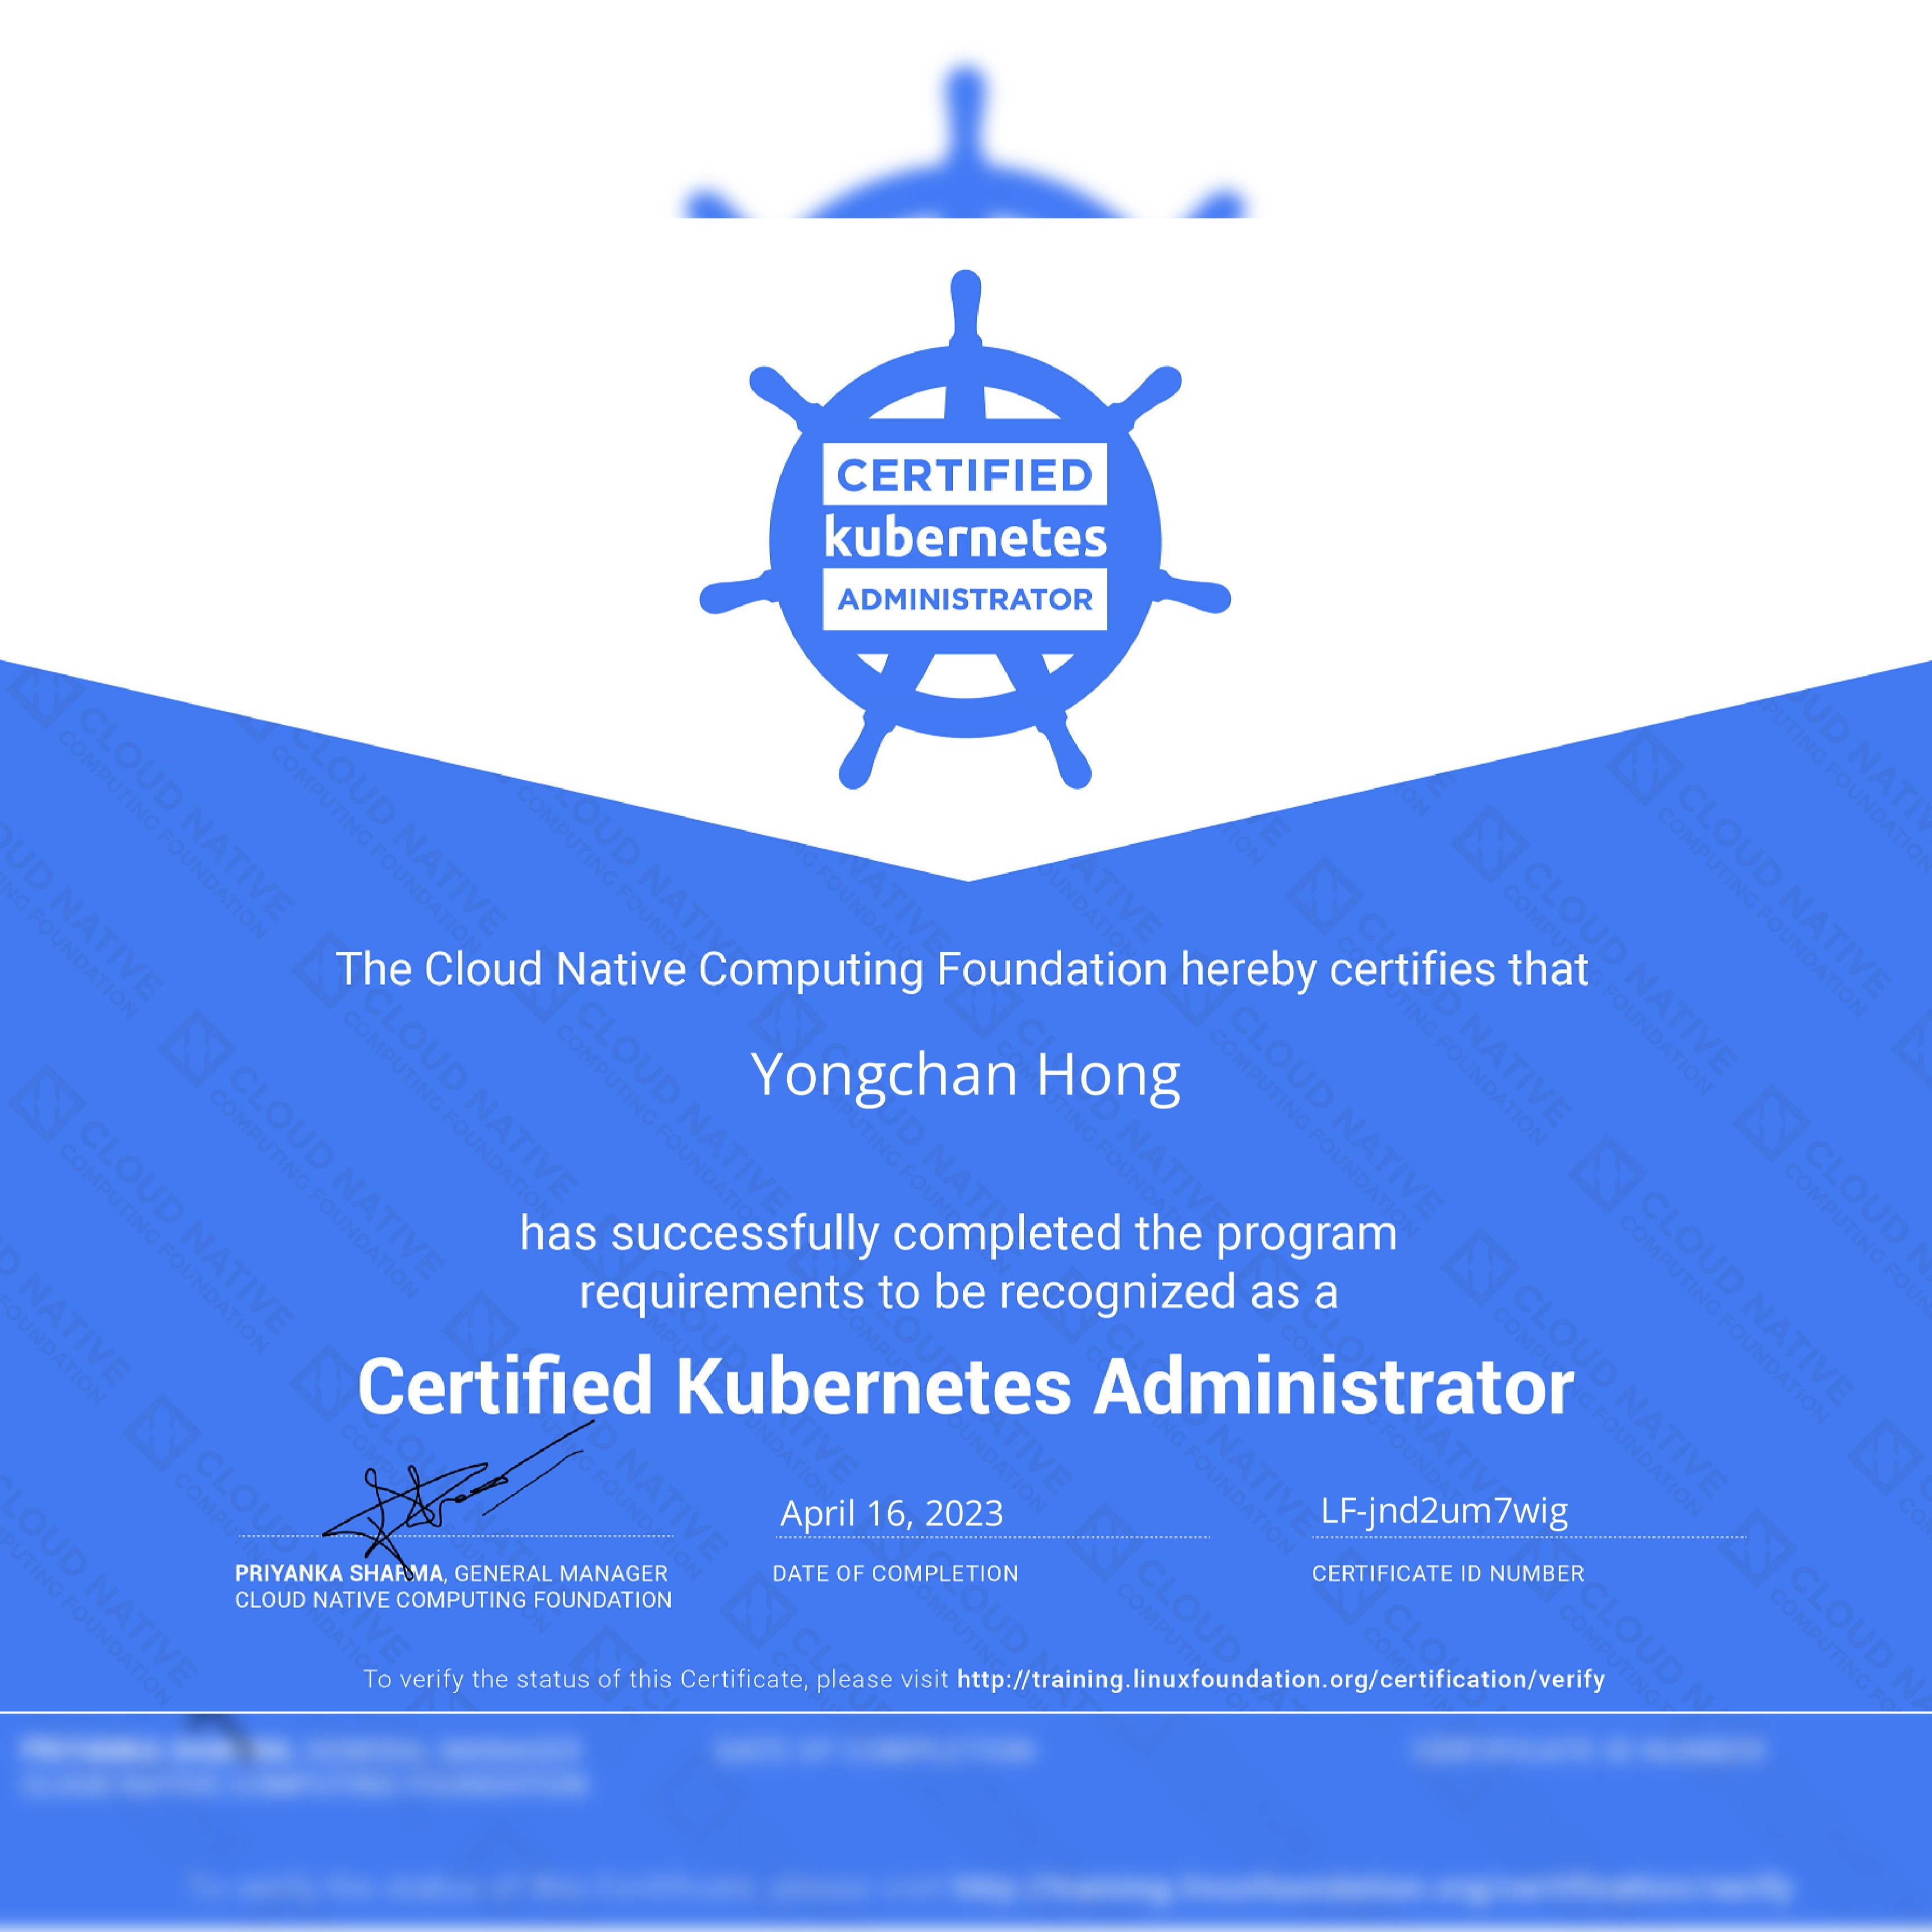 CERTIFIED
kubernetes
ADMINISTRATOR
The Cloud Native Computing Foundation hereby certifies that
Yongchan Hong
has successfully completed the program
requirements to be recognized as a
Certified Kubernetes Administrator
April 16, 2023
LF-jnd2um7wig
PRIYANKA SHARMA, GENERAL MANAGER
CLOUD NATIVE COMPUTING FOUNDATION
DATE OF COMPLETION
CERTIFICATE ID NUMBER
To verify the status of this Certificate, please visit http://training.linuxfoundation.org/certification/verify